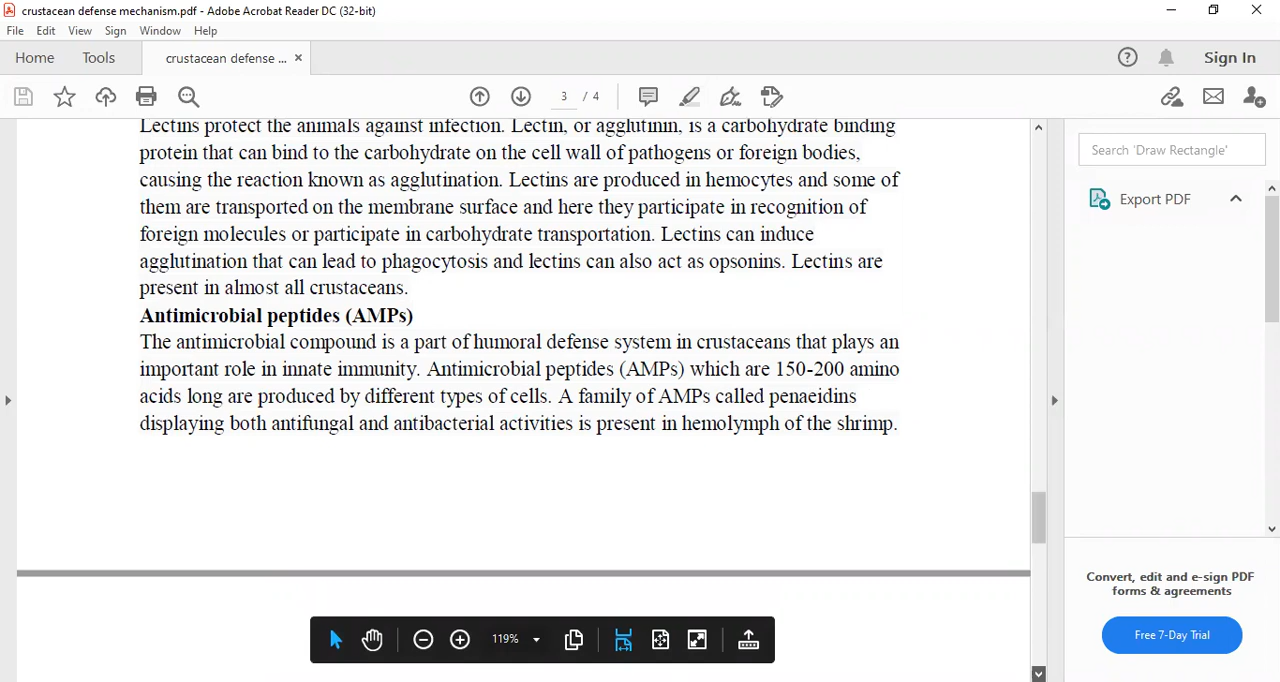 crustacean defense mechanism.pdf - Adobe Acrobat Reader DC (32-bit)
File Edit View Sign Window Help
Home Tools crustacean defense ... Sign In
3 / 4
Lectins protect the animals against infection. Lectin, or agglutinin, is a carbohydrate binding
protein that can bind to the carbohydrate on the cell wall of pathogens or foreign bodies,
causing the reaction known as agglutination. Lectins are produced in hemocytes and some of
them are transported on the membrane surface and here they participate in recognition of
foreign molecules or participate in carbohydrate transportation. Lectins can induce
agglutination that can lead to phagocytosis and lectins can also act as opsonins. Lectins are
present in almost all crustaceans.
Antimicrobial peptides (AMPs)
The antimicrobial compound is a part of humoral defense system in crustaceans that plays an
important role in innate immunity. Antimicrobial peptides (AMPs) which are 150-200 amino
acids long are produced by different types of cells. A family of AMPs called penaeidins
displaying both antifungal and antibacterial activities is present in hemolymph of the shrimp.
119%
Search 'Draw Rectangle'
Export PDF
Convert, edit and e-sign PDF
forms & agreements
Free 7-Day Trial